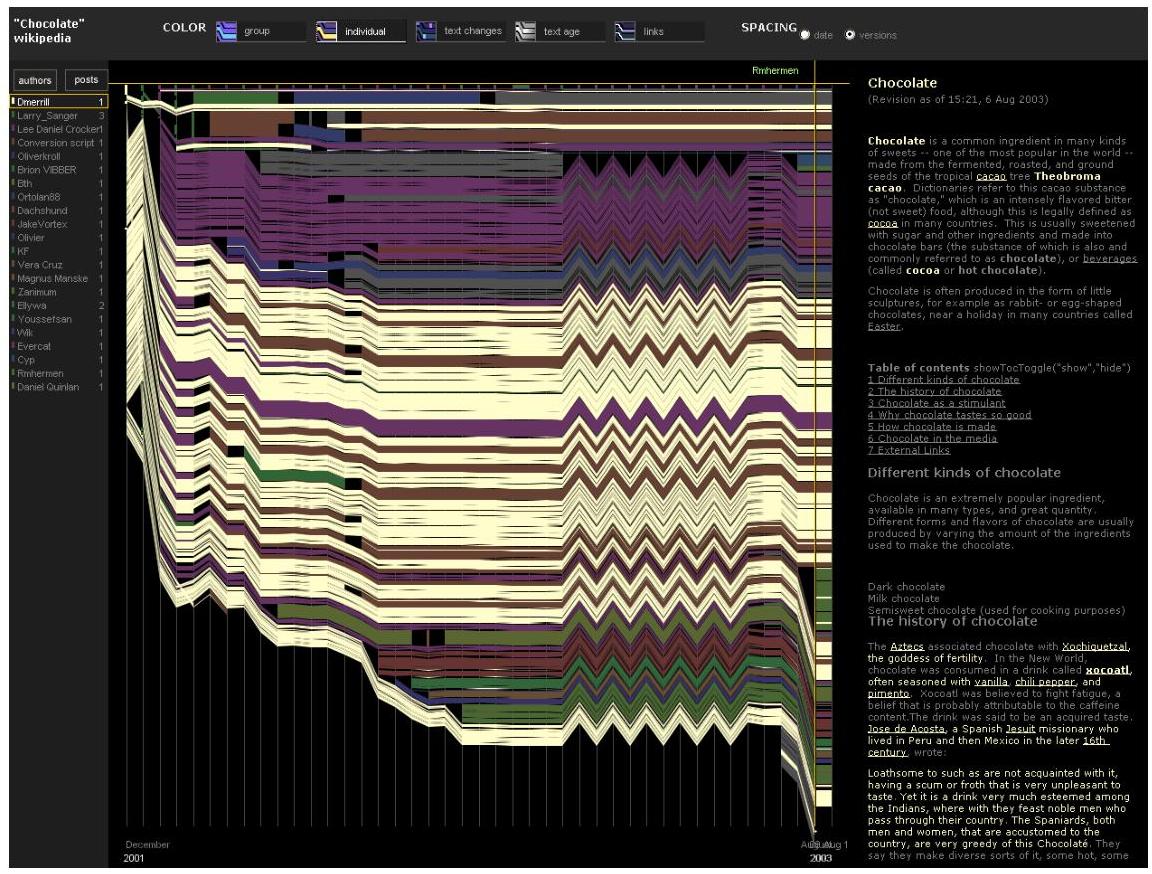 "Chocolate"
wikipedia
COLOR
group
individual
text changes
text age
links
SPACING
date
versions
authors
posts
Dmerrill 1
Larry_Sanger 3
Lee Daniel Crocker1
Conversion script 1
Oliverkroll 1
Brion VIBBER 1
Eth 1
Ortolan88 1
Dachshund 1
JakeVortex 1
Olivier 1
KF 1
Vera Cruz 1
Magnus Manske 1
Zanimum 1
Ellywa 2
Youssefsan 1
Wik 1
Evercat 1
Cyp 1
Rmhermen 1
Daniel Quinlan 1
Rmhermen
December
2001
Aug 1
2003
Chocolate
(Revision as of 15:21, 6 Aug 2003)
Chocolate is a common ingredient in many kinds
of sweets -- one of the most popular in the world --
made from the fermented, roasted, and ground
seeds of the tropical cacao tree Theobroma
cacao. Dictionaries refer to this cacao substance
as "chocolate," which is an intensely flavored bitter
(not sweet) food, although this is legally defined as
cocoa in many countries. This is usually sweetened
with sugar and other ingredients and made into
chocolate bars (the substance of which is also and
commonly referred to as chocolate), or beverages
(called cocoa or hot chocolate).
Chocolate is often produced in the form of little
sculptures, for example as rabbit- or egg-shaped
chocolates, near a holiday in many countries called
Easter.
Table of contents showTocToggle("show","hide")
1 Different kinds of chocolate
2 The history of chocolate
3 Chocolate as a stimulant
4 Why chocolate tastes so good
5 How chocolate is made
6 Chocolate in the media
7 External Links
Different kinds of chocolate
Chocolate is an extremely popular ingredient,
available in many types, and great quantity.
Different forms and flavors of chocolate are usually
produced by varying the amount of the ingredients
used to make the chocolate.
Dark chocolate
Milk chocolate
Semisweet chocolate (used for cooking purposes)
The history of chocolate
The Aztecs associated chocolate with Xochiquetzal,
the goddess of fertility. In the New World,
chocolate was consumed in a drink called xocoatl,
often seasoned with vanilla, chili pepper, and
pimento. Xocoatl was believed to fight fatigue, a
belief that is probably attributable to the caffeine
content.The drink was said to be an acquired taste.
Jose de Acosta, a Spanish Jesuit missionary who
lived in Peru and then Mexico in the later 16th
century, wrote:
Loathsome to such as are not acquainted with it,
having a scum or froth that is very unpleasant to
taste. Yet it is a drink very much esteemed among
the Indians, where with they feast noble men who
pass through their country. The Spaniards, both
men and women, that are accustomed to the
country, are very greedy of this Chocolaté. They
say they make diverse sorts of it, some hot, some